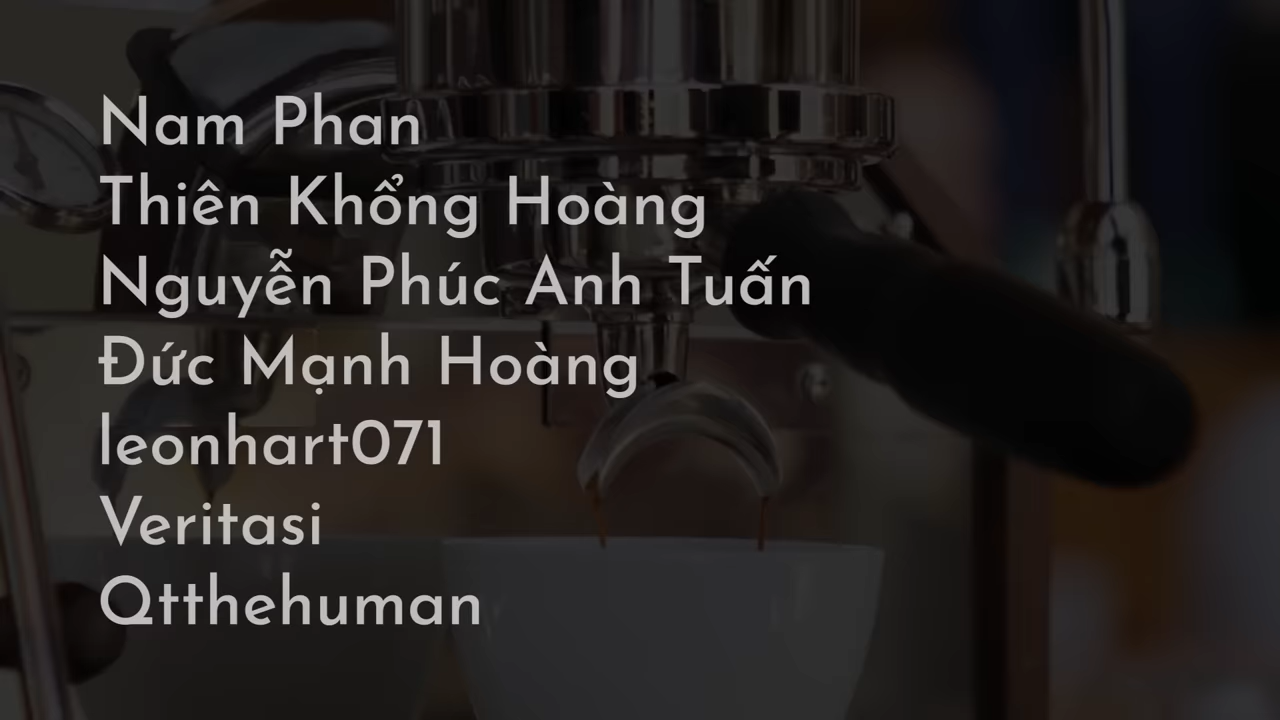 Nam Phan
Thiên Khổng Hoàng
Nguyễn Phúc Anh Tuấn
Đức Mạnh Hoàng
leonhart071
Veritasi
Qtthehuman